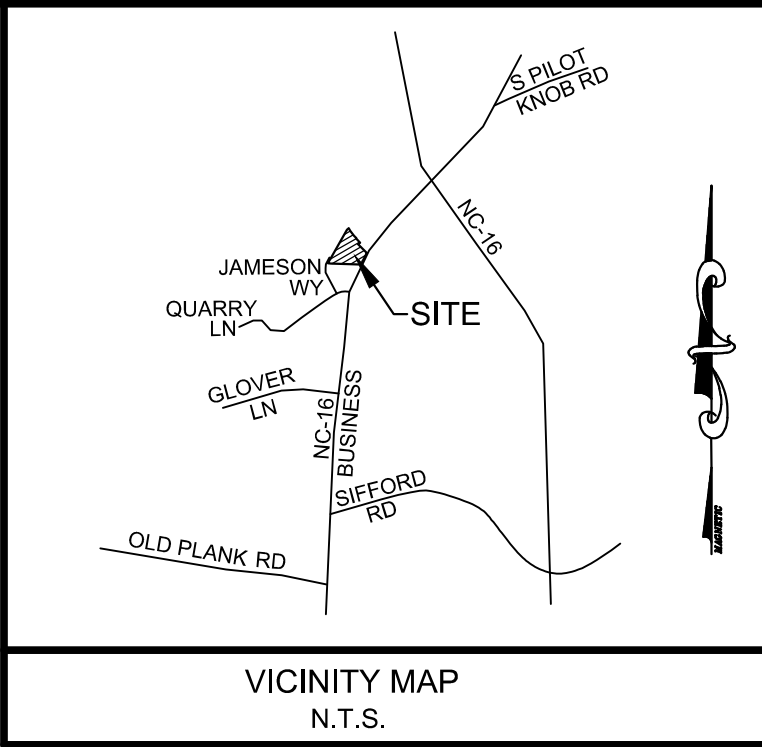 S PILOT
KNOB RD
NC-16
JAMESON
WY
QUARRY
LN
SITE
GLOVER
LN
NC-16
BUSINESS
SIFFORD
RD
OLD PLANK RD
MAGNETIC
VICINITY MAP
N.T.S.